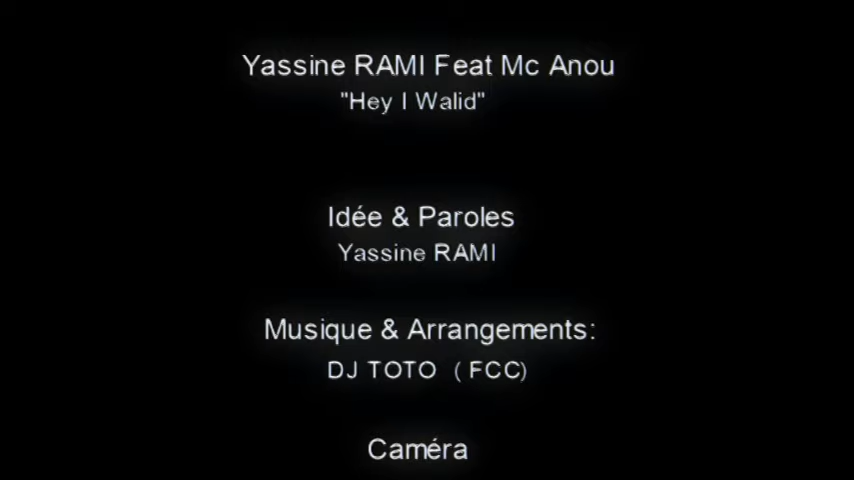 Yassine RAMI Feat Mc Anou
"Hey I Walid"
Idée & Paroles
Yassine RAMI
Musique & Arrangements:
DJ TOTO ( FCC)
Caméra